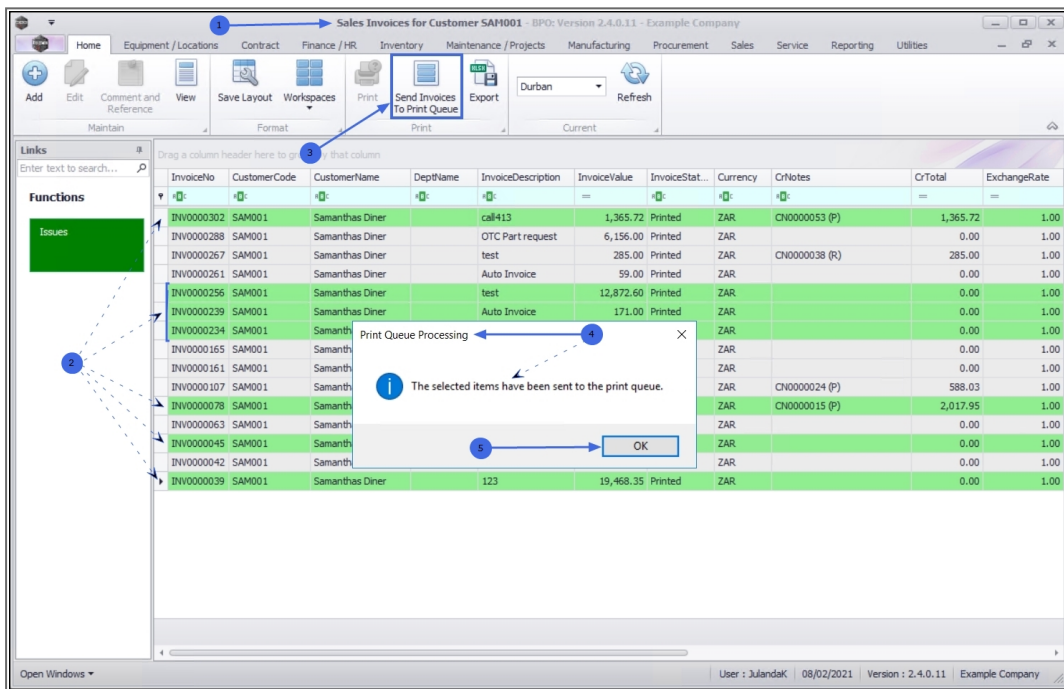 1
Sales Invoices for Customer SAM001 - BPO: Version 2.4.0.11 - Example Company
Home Equipment / Locations Contract Finance / HR Inventory Maintenance / Projects Manufacturing Procurement Sales Service Reporting Utilities
Add Edit Comment and Reference View Save Layout Workspaces Print Send Invoices To Print Queue Export Durban Refresh
Maintain Format Print Current
3
Links
Enter text to search...
Functions
Issues
Drag a column header here to group by that column
InvoiceNo CustomerCode CustomerName DeptName InvoiceDescription InvoiceValue InvoiceStat... Currency CrNotes CrTotal ExchangeRate
INV0000302 SAM001 Samanthas Diner call413 1,365.72 Printed ZAR CN0000053 (P) 1,365.72 1.00
INV0000288 SAM001 Samanthas Diner OTC Part request 6,156.00 Printed ZAR 0.00 1.00
INV0000267 SAM001 Samanthas Diner test 285.00 Printed ZAR CN0000038 (R) 285.00 1.00
INV0000261 SAM001 Samanthas Diner Auto Invoice 59.00 Printed ZAR 0.00 1.00
INV0000256 SAM001 Samanthas Diner test 12,872.60 Printed ZAR 0.00 1.00
INV0000239 SAM001 Samanthas Diner Auto Invoice 171.00 Printed ZAR 0.00 1.00
INV0000234 SAM001 Samanth ZAR 0.00 1.00
INV0000165 SAM001 Samanth ZAR 0.00 1.00
INV0000161 SAM001 Samanth ZAR 0.00 1.00
INV0000107 SAM001 Samanth ZAR CN0000024 (P) 588.03 1.00
INV0000078 SAM001 Samanth ZAR CN0000015 (P) 2,017.95 1.00
INV0000063 SAM001 Samanth ZAR 0.00 1.00
INV0000045 SAM001 Samanth ZAR 0.00 1.00
INV0000042 SAM001 Samanth ZAR 0.00 1.00
INV0000039 SAM001 Samanthas Diner 123 19,468.35 Printed ZAR 0.00 1.00
2
Print Queue Processing
4
The selected items have been sent to the print queue.
5
OK
Open Windows
User : JulandaK 08/02/2021 Version : 2.4.0.11 Example Company